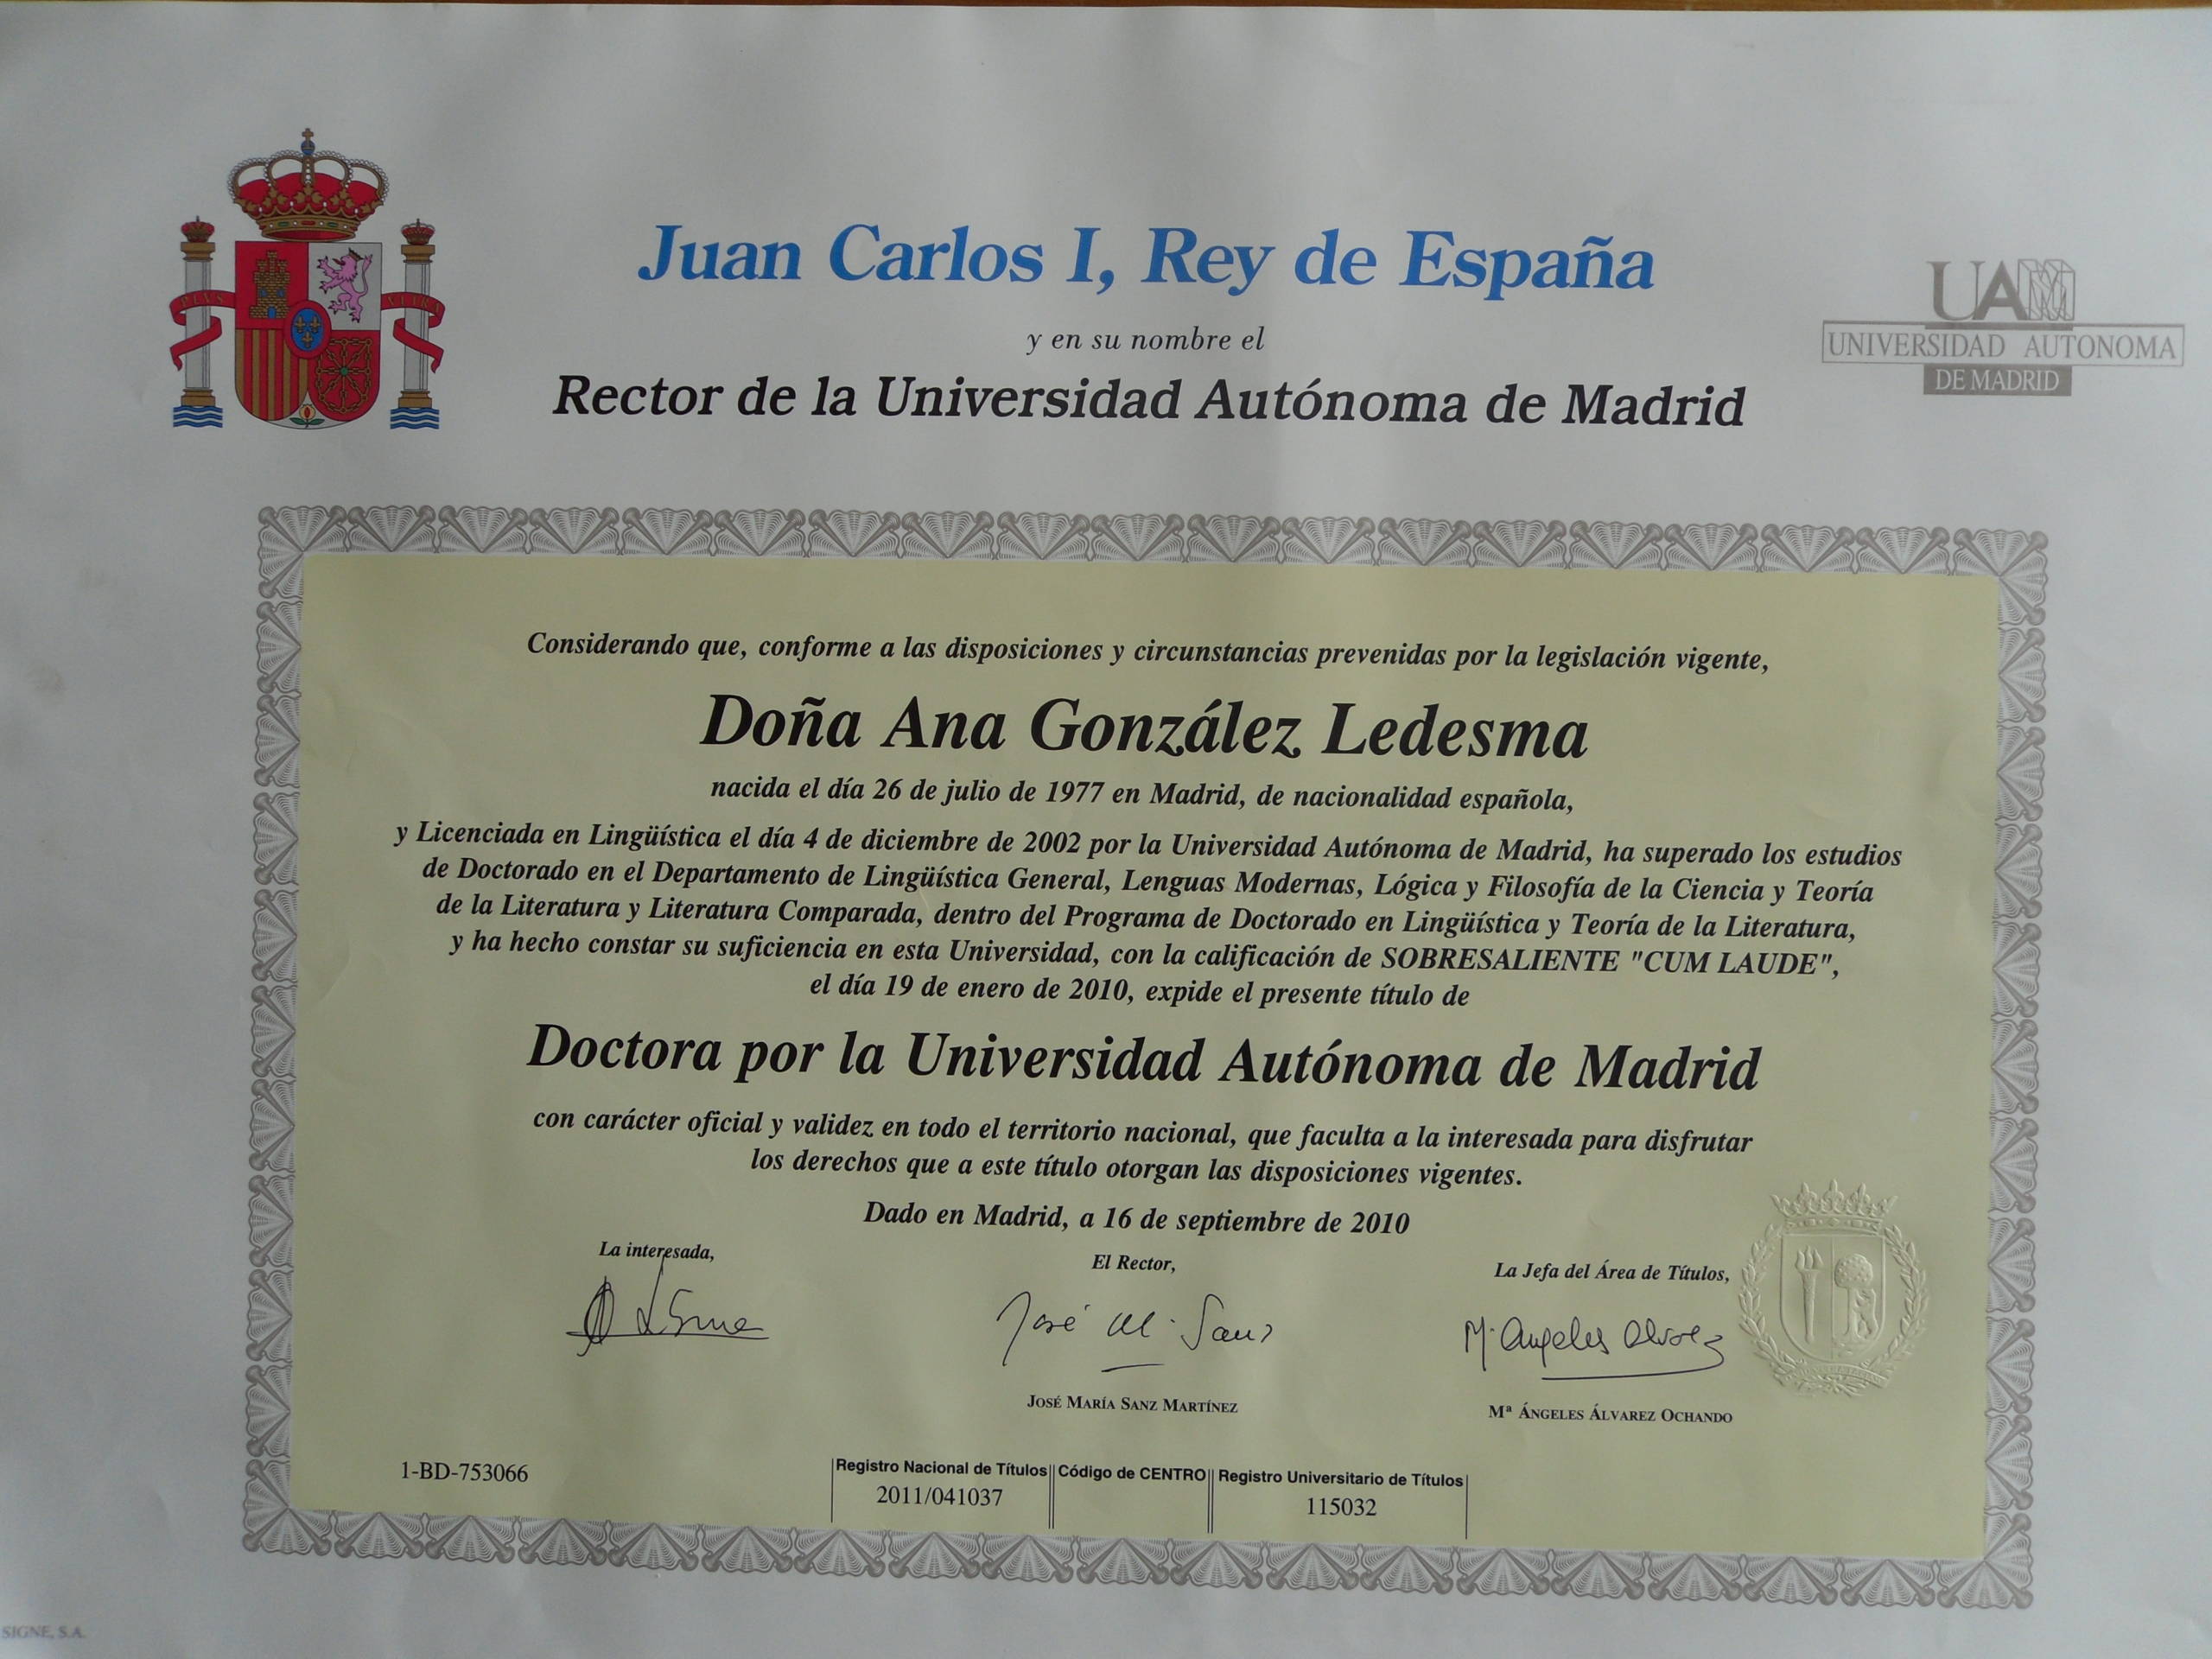 Juan Carlos I, Rey de España
y en su nombre el
Rector de la Universidad Autónoma de Madrid
UAM
UNIVERSIDAD AUTONOMA
DE MADRID
Considerando que, conforme a las disposiciones y circunstancias prevenidas por la legislación vigente,
Doña Ana González Ledesma
nacida el día 26 de julio de 1977 en Madrid, de nacionalidad española,
y Licenciada en Lingüística el día 4 de diciembre de 2002 por la Universidad Autónoma de Madrid, ha superado los estudios
de Doctorado en el Departamento de Lingüística General, Lenguas Modernas, Lógica y Filosofía de la Ciencia y Teoría
de la Literatura y Literatura Comparada, dentro del Programa de Doctorado en Lingüística y Teoría de la Literatura,
y ha hecho constar su suficiencia en esta Universidad, con la calificación de SOBRESALIENTE "CUM LAUDE",
el día 19 de enero de 2010, expide el presente título de
Doctora por la Universidad Autónoma de Madrid
con carácter oficial y validez en todo el territorio nacional, que faculta a la interesada para disfrutar
los derechos que a este título otorgan las disposiciones vigentes.
Dado en Madrid, a 16 de septiembre de 2010
La interesada,
El Rector,
La Jefa del Área de Títulos,
José M. Sanz
Mª Angeles Alvarez
JOSÉ MARÍA SANZ MARTÍNEZ
Mª ÁNGELES ÁLVAREZ OCHANDO
1-BD-753066
Registro Nacional de Títulos Código de CENTRO Registro Universitario de Títulos
2011/041037 115032
SIGNE, S.A.